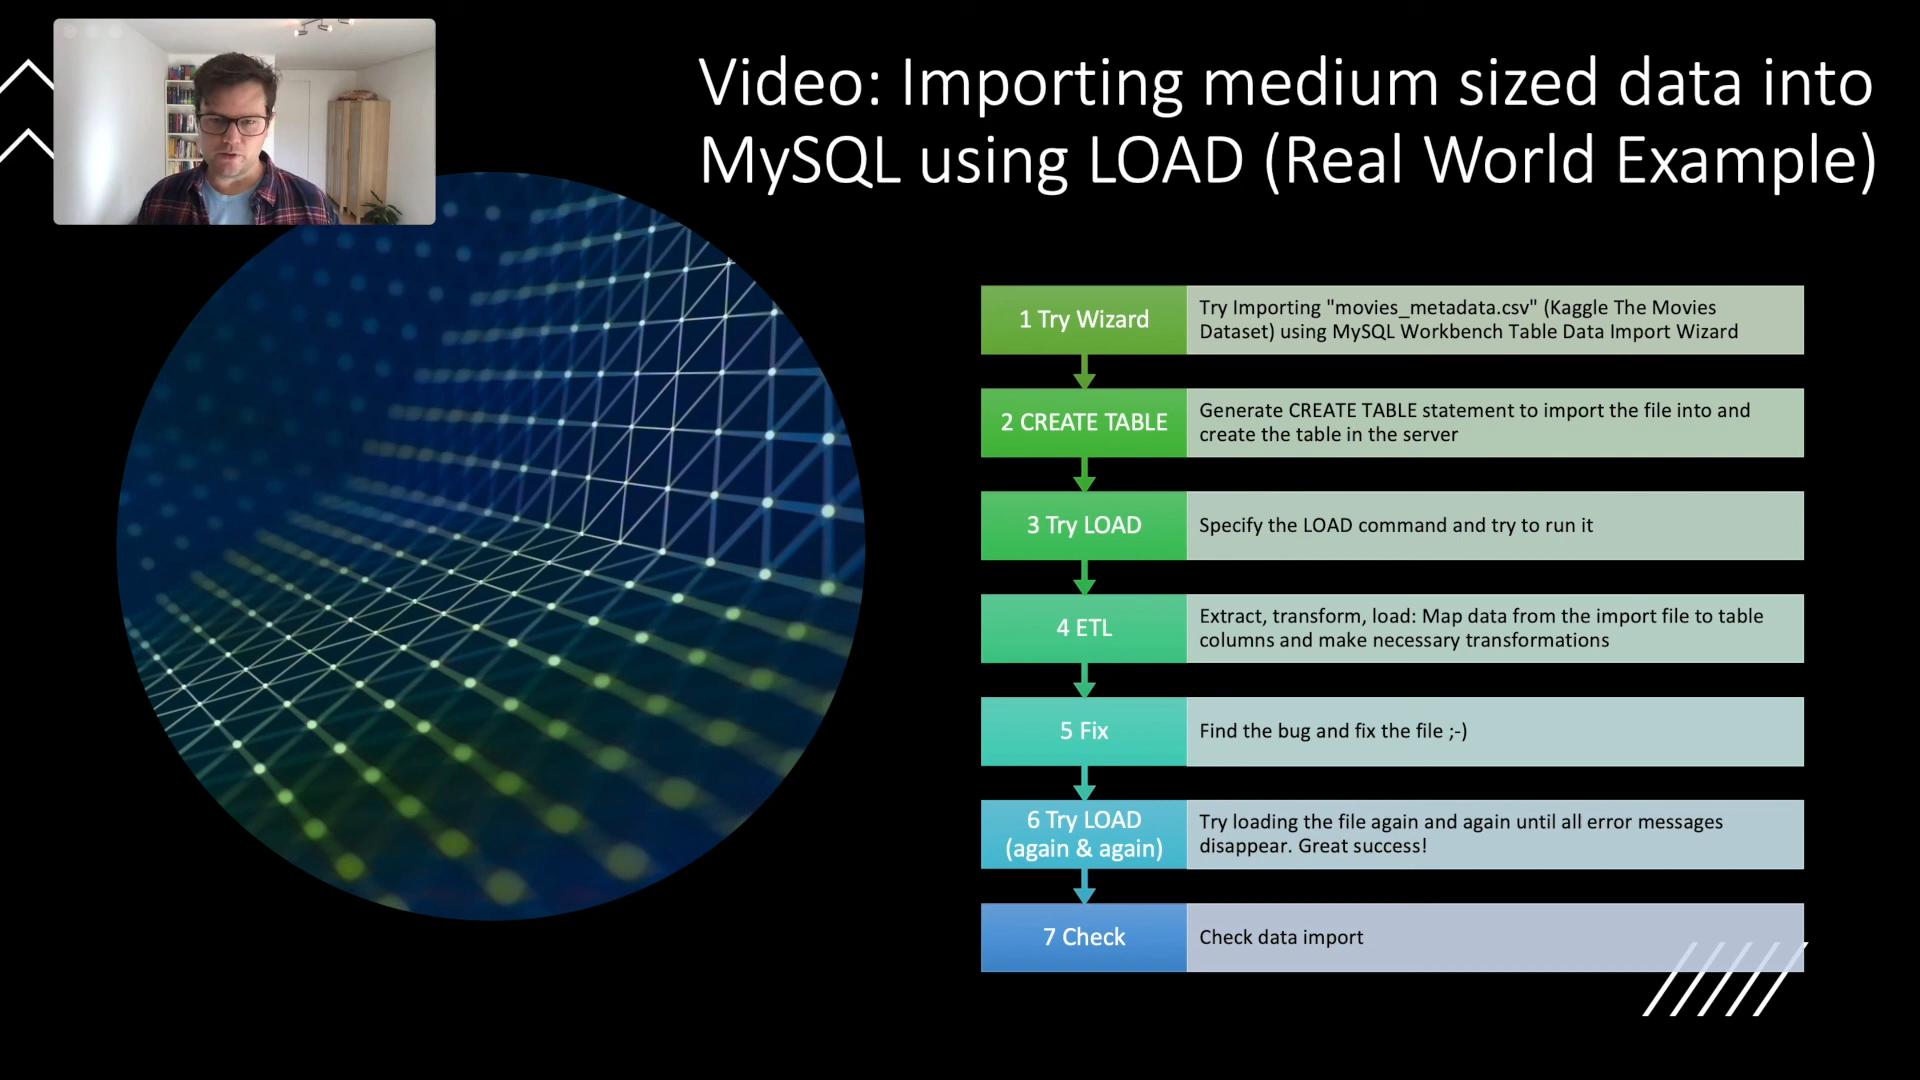 Video: Importing medium sized data into
MySQL using LOAD (Real World Example)
1 Try Wizard
Try Importing "movies_metadata.csv" (Kaggle The Movies
Dataset) using MySQL Workbench Table Data Import Wizard
2 CREATE TABLE
Generate CREATE TABLE statement to import the file into and
create the table in the server
3 Try LOAD
Specify the LOAD command and try to run it
4 ETL
Extract, transform, load: Map data from the import file to table
columns and make necessary transformations
5 Fix
Find the bug and fix the file ;-)
6 Try LOAD
(again & again)
Try loading the file again and again until all error messages
disappear. Great success!
7 Check
Check data import